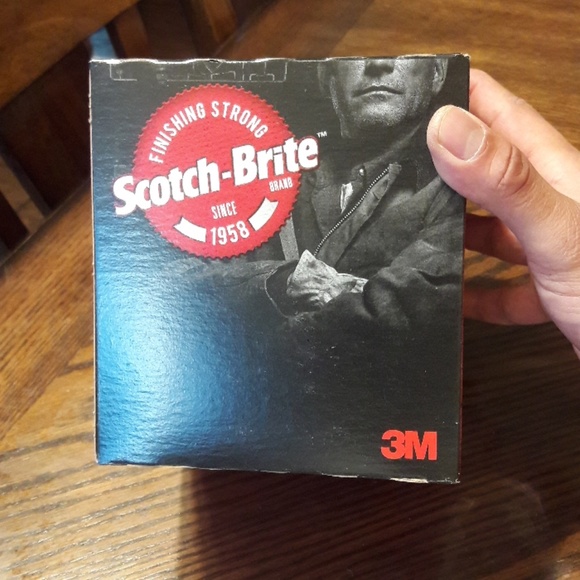 FINISHING STRONG
Scotch-Brite™
BRAND
SINCE
1958
3M